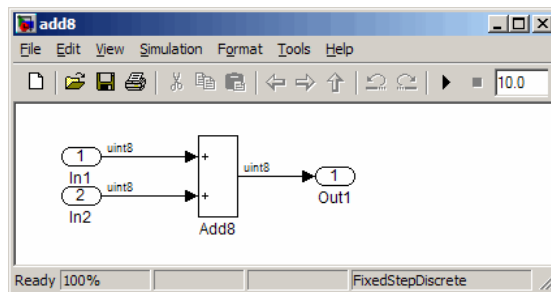 add8
File Edit View Simulation Format Tools Help
10.0
1 uint8 +
In1 uint8
2 uint8 + 1
In2 Out1
Add8
Ready 100% FixedStepDiscrete